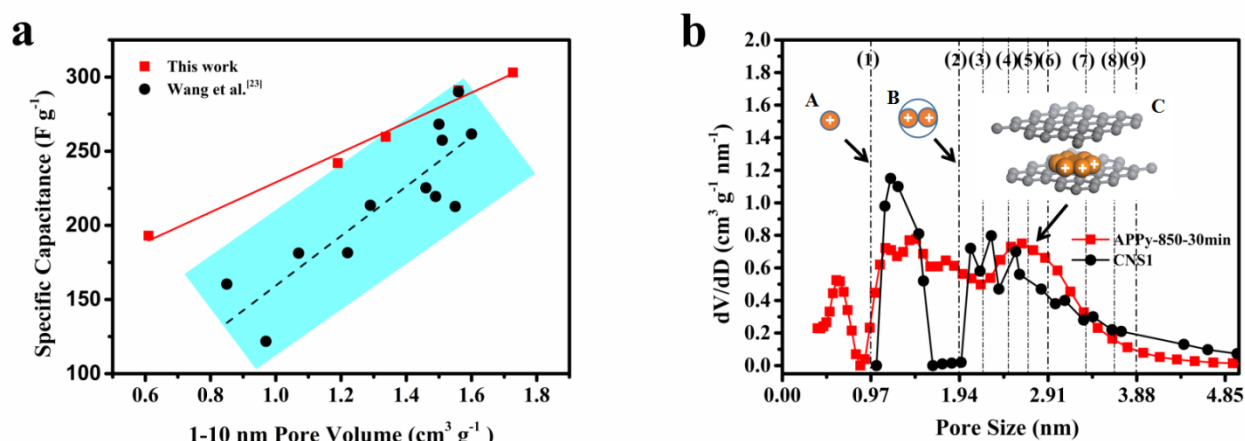 a
Specific Capacitance (F g-1)
300
250
200
150
100
This work
Wang et al.[23]
0.6 0.8 1.0 1.2 1.4 1.6 1.8
1-10 nm Pore Volume (cm3 g-1)
b
dV/dD (cm3 g-1 nm-1)
2.0
1.8
1.6
1.4
1.2
1.0
0.8
0.6
0.4
0.2
0.0
(1) (2) (3) (4) (5) (6) (7) (8) (9)
A
B
C
+
+ +
+ + +
APPy-850-30min
CNS1
0.00 0.97 1.94 2.91 3.88 4.85
Pore Size (nm)